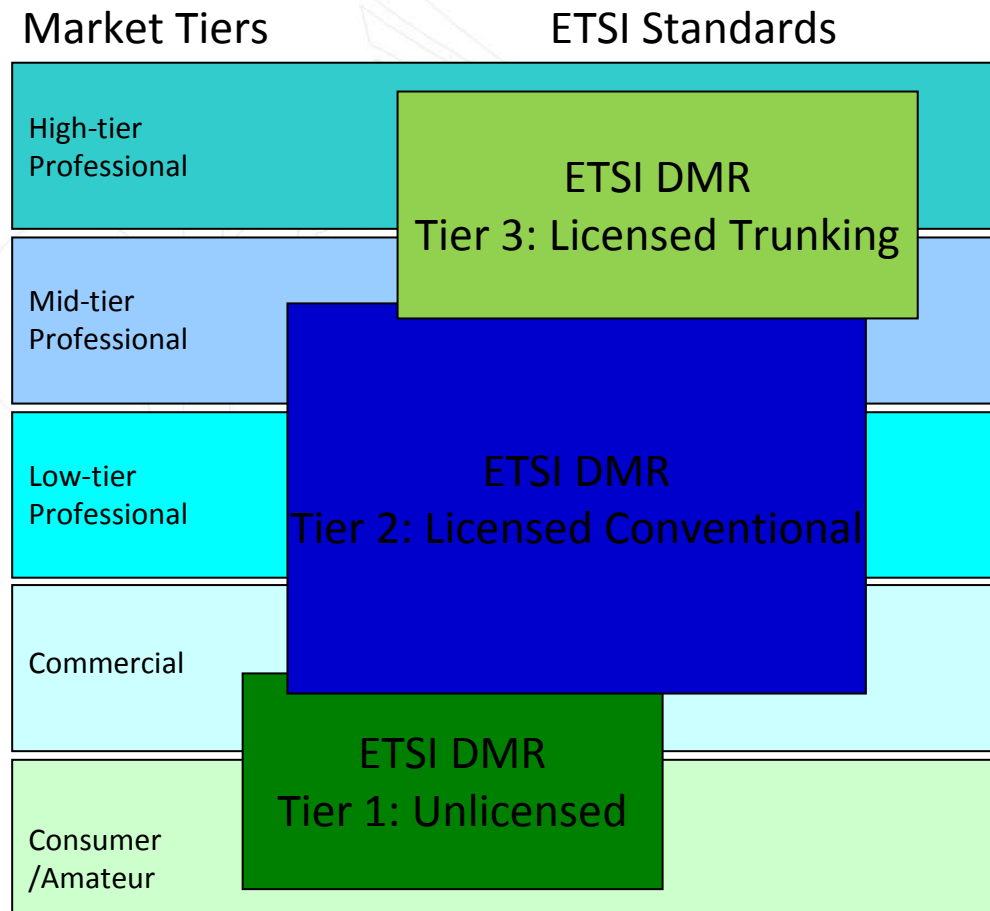 Market Tiers
ETSI Standards
High-tier
Professional
ETSI DMR
Tier 3: Licensed Trunking
Mid-tier
Professional
Low-tier
Professional
ETSI DMR
Tier 2: Licensed Conventional
Commercial
ETSI DMR
Tier 1: Unlicensed
Consumer
/Amateur